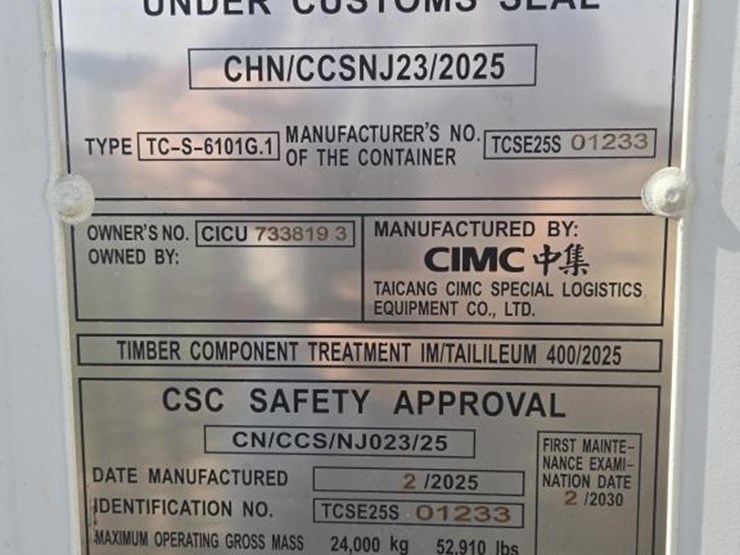 UNDER CUSTOMS SEAL
CHN/CCSNJ23/2025
TYPE TC-S-6101G.1 MANUFACTURER'S NO. OF THE CONTAINER TCSE25S 01233
OWNER'S NO. CICU 733819 3
OWNED BY:
MANUFACTURED BY:
CIMC 中集
TAICANG CIMC SPECIAL LOGISTICS
EQUIPMENT CO., LTD.
TIMBER COMPONENT TREATMENT IM/TAILILEUM 400/2025
CSC SAFETY APPROVAL
CN/CCS/NJ023/25
DATE MANUFACTURED 2 /2025
IDENTIFICATION NO. TCSE25S 01233
MAXIMUM OPERATING GROSS MASS 24,000 kg 52,910 lbs
FIRST MAINTE-
NANCE EXAMI-
NATION DATE
2 /2030